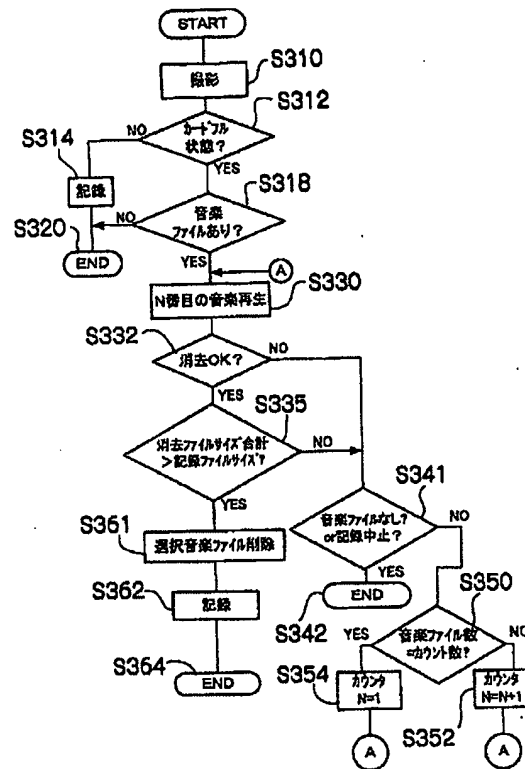 START
S310
撮影
S312
カードフル
状態?
NO
YES
S314
記録
S318
音楽
ファイルあり?
NO
YES
S320
END
A
S330
N番目の音楽再生
S332
消去OK?
NO
YES
S335
消去ファイルサイズ合計
>記録ファイルサイズ?
NO
YES
S341
音楽ファイルなし?
or記録中止?
NO
YES
S361
選択音楽ファイル削除
S342
END
S362
記録
S350
音楽ファイル数
=カウント数?
YES
NO
S364
END
S354
カウンタ
N=1
S352
カウンタ
N=N+1
A
A